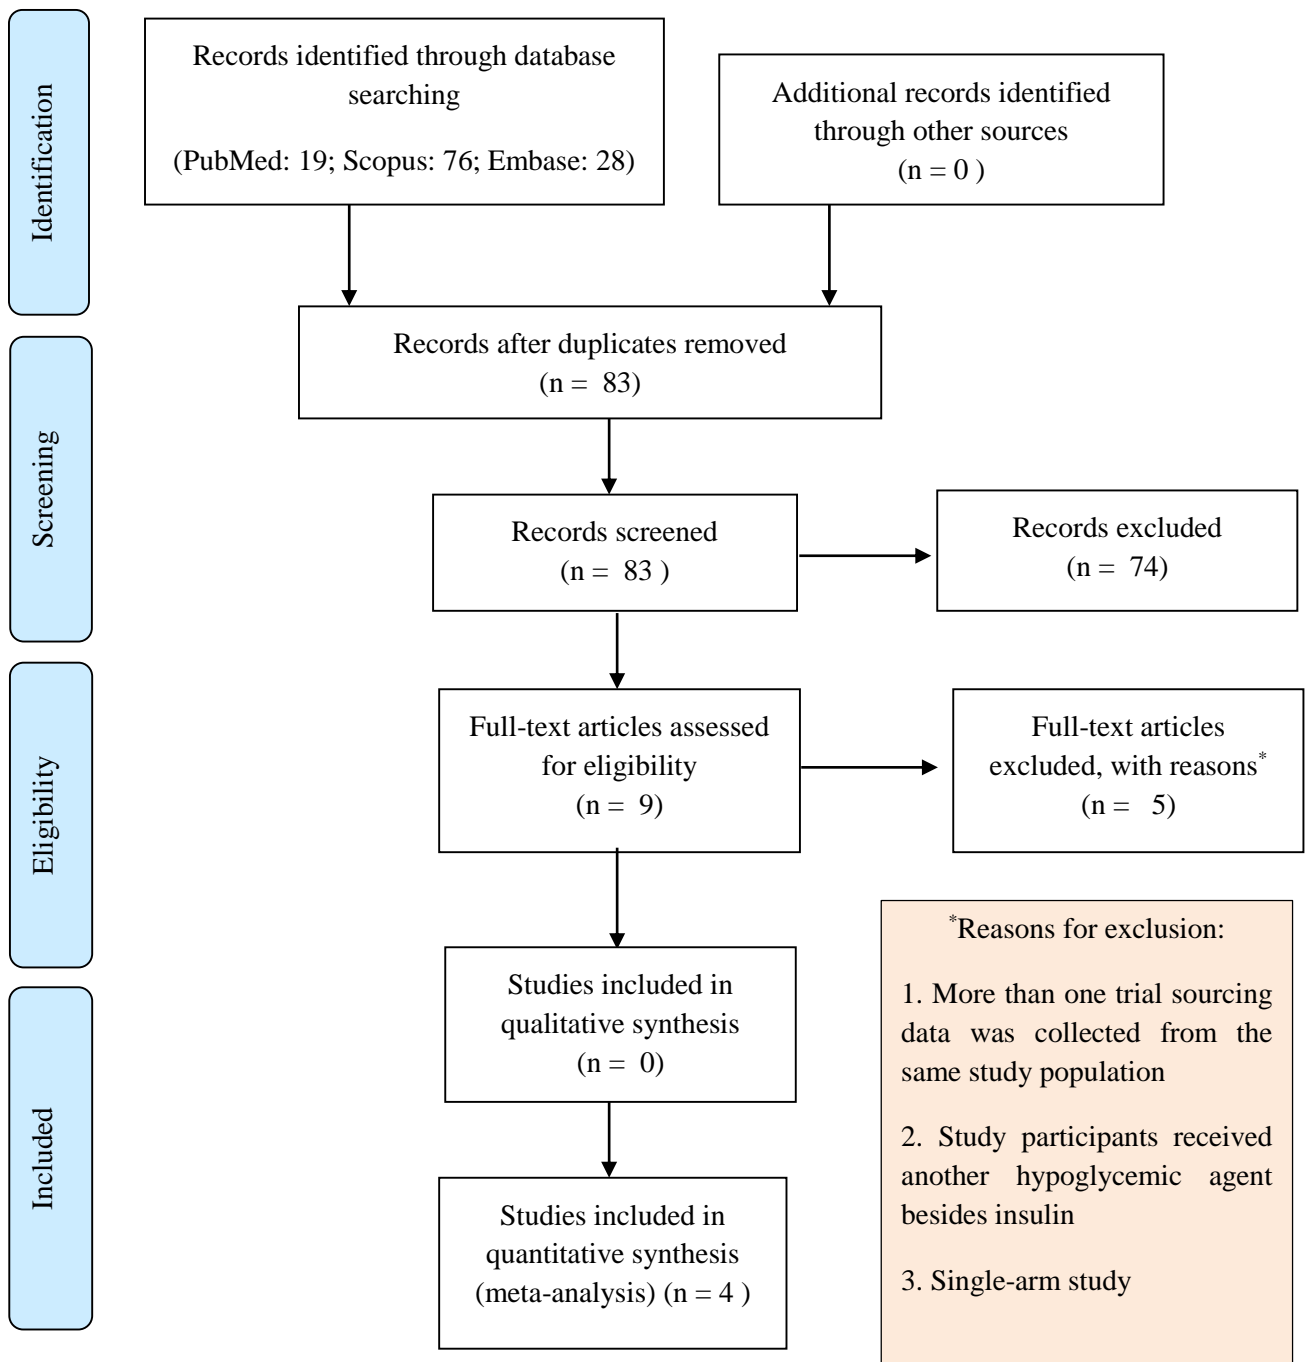 Identification
Records identified through database
searching
(PubMed: 19; Scopus: 76; Embase: 28)
Additional records identified
through other sources
(n = 0 )
Records after duplicates removed
(n = 83)
Screening
Records screened
(n = 83 )
Records excluded
(n = 74)
Eligibility
Full-text articles assessed
for eligibility
(n = 9)
Full-text articles
excluded, with reasons*
(n = 5)
Included
Studies included in
qualitative synthesis
(n = 0)
Studies included in
quantitative synthesis
(meta-analysis) (n = 4 )
*Reasons for exclusion:
1. More than one trial sourcing
data was collected from the
same study population
2. Study participants received
another hypoglycemic agent
besides insulin
3. Single-arm study